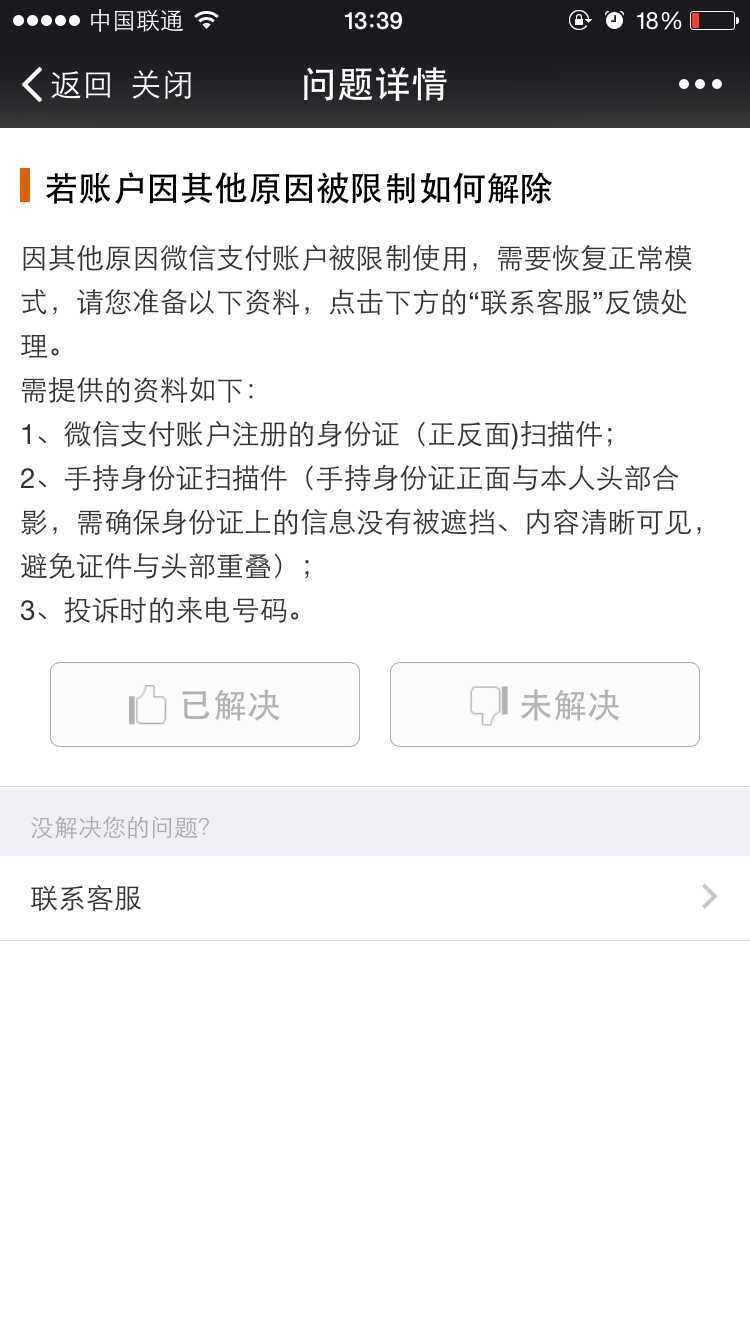 中国联通 13:39 18%
返回 关闭 问题详情
若账户因其他原因被限制如何解除
因其他原因微信支付账户被限制使用，需要恢复正常模
式，请您准备以下资料，点击下方的“联系客服”反馈处
理。
需提供的资料如下：
1、微信支付账户注册的身份证（正反面)扫描件；
2、手持身份证扫描件（手持身份证正面与本人头部合
影，需确保身份证上的信息没有被遮挡、内容清晰可见，
避免证件与头部重叠）；
3、投诉时的来电号码。
已解决 未解决
没解决您的问题?
联系客服